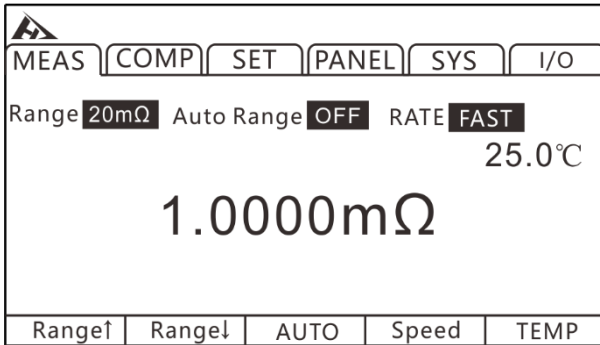 MEAS COMP SET PANEL SYS I/O
Range 20mΩ Auto Range OFF RATE FAST
25.0℃
1.0000mΩ
Range↑ Range↓ AUTO Speed TEMP